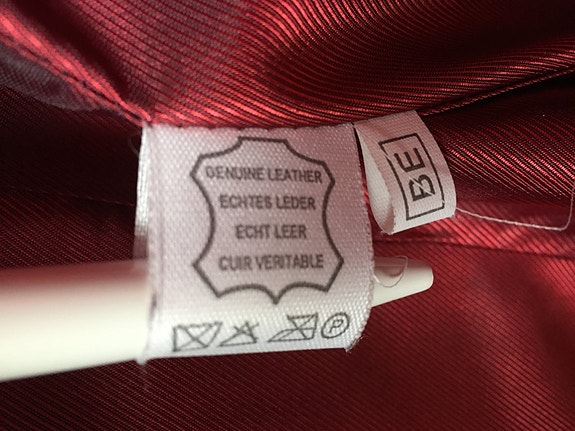 GENUINE LEATHER
ECHTES LEDER
ECHT LEER
CUIR VERITABLE
P
BE